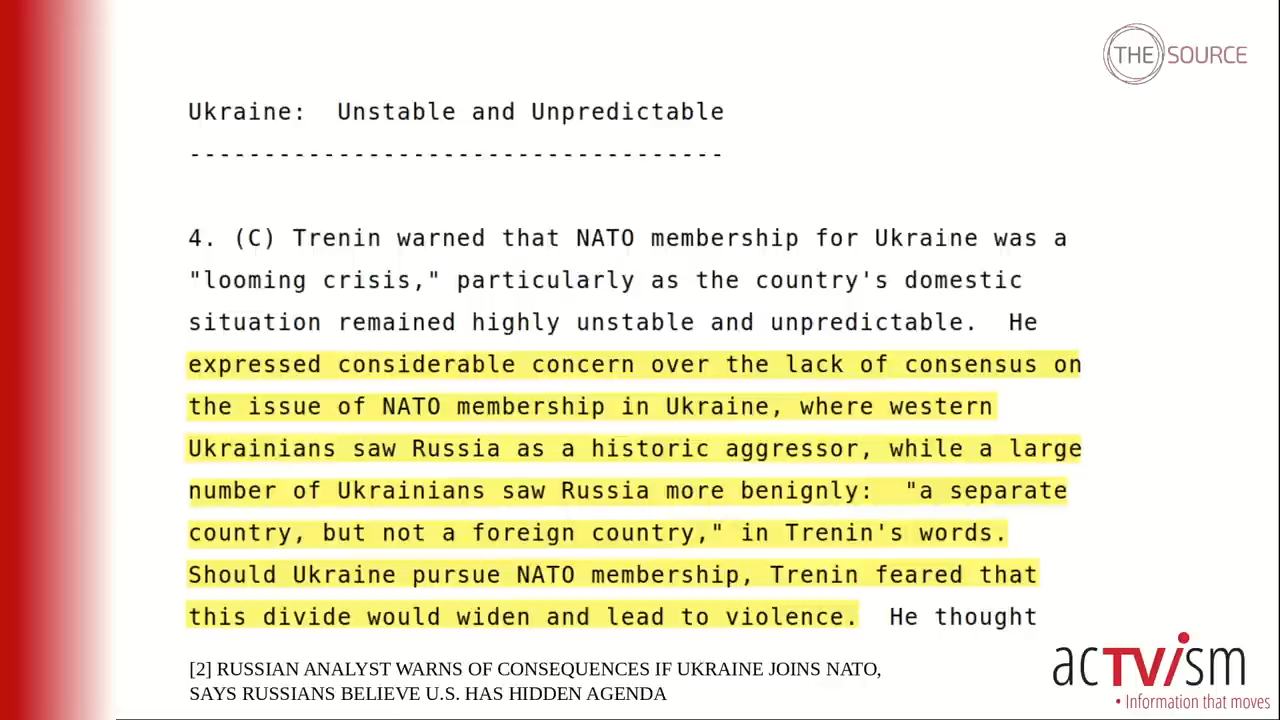 THE SOURCE
Ukraine:  Unstable and Unpredictable
------------------------------------
4. (C) Trenin warned that NATO membership for Ukraine was a
"looming crisis," particularly as the country's domestic
situation remained highly unstable and unpredictable.  He
expressed considerable concern over the lack of consensus on
the issue of NATO membership in Ukraine, where western
Ukrainians saw Russia as a historic aggressor, while a large
number of Ukrainians saw Russia more benignly:  "a separate
country, but not a foreign country," in Trenin's words.
Should Ukraine pursue NATO membership, Trenin feared that
this divide would widen and lead to violence.  He thought
[2] RUSSIAN ANALYST WARNS OF CONSEQUENCES IF UKRAINE JOINS NATO,
SAYS RUSSIANS BELIEVE U.S. HAS HIDDEN AGENDA
acTVism
• Information that moves